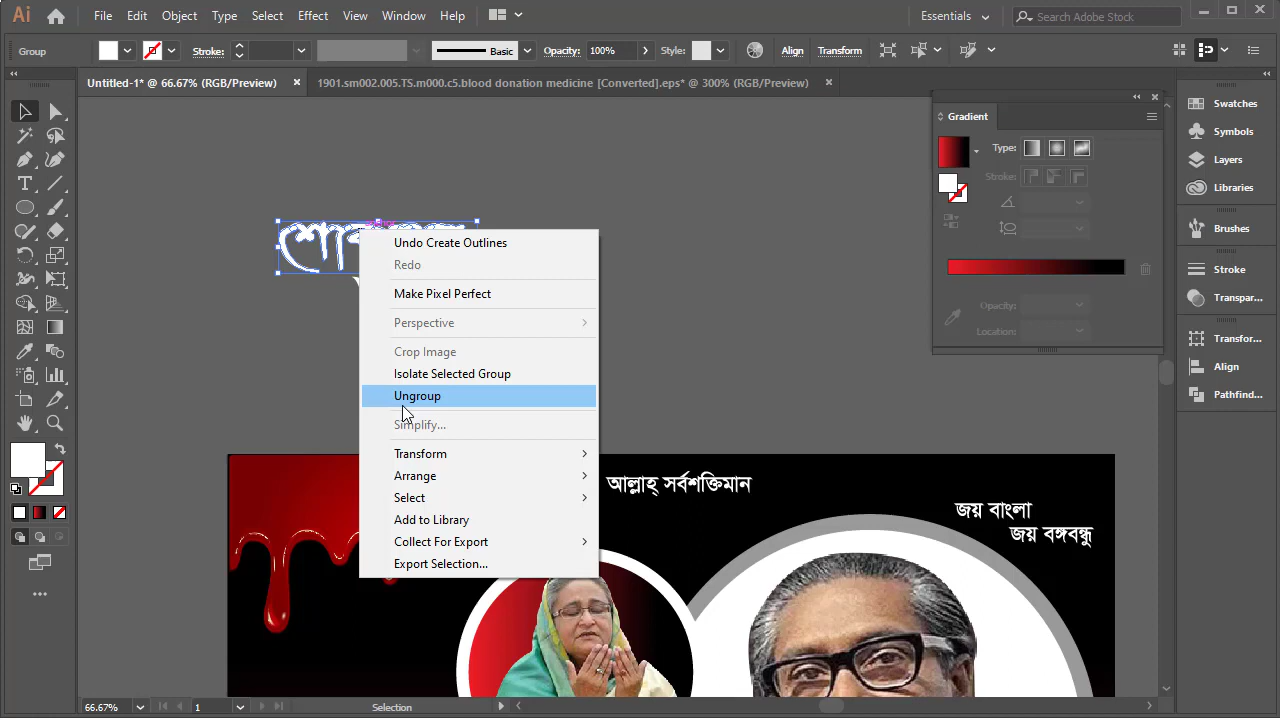 Ai File Edit Object Type Select Effect View Window Help Essentials Search Adobe Stock
Group Stroke: Basic Opacity: 100% Style: Align Transform
Untitled-1* @ 66.67% (RGB/Preview) 1901.sm002.005.TS.m000.c5.blood donation medicine [Converted].eps* @ 300% (RGB/Preview)
Gradient
Type:
Stroke:
Opacity:
Location:
Swatches
Symbols
Layers
Libraries
Brushes
Stroke
Transpar...
Transfor...
Align
Pathfind...
Undo Create Outlines
Redo
Make Pixel Perfect
Perspective
Crop Image
Isolate Selected Group
Ungroup
Simplify...
Transform
Arrange
Select
Add to Library
Collect For Export
Export Selection...
আল্লাহ্ সর্বশক্তিমান
জয় বাংলা
জয় বঙ্গবন্ধু
66.67% 1 Selection